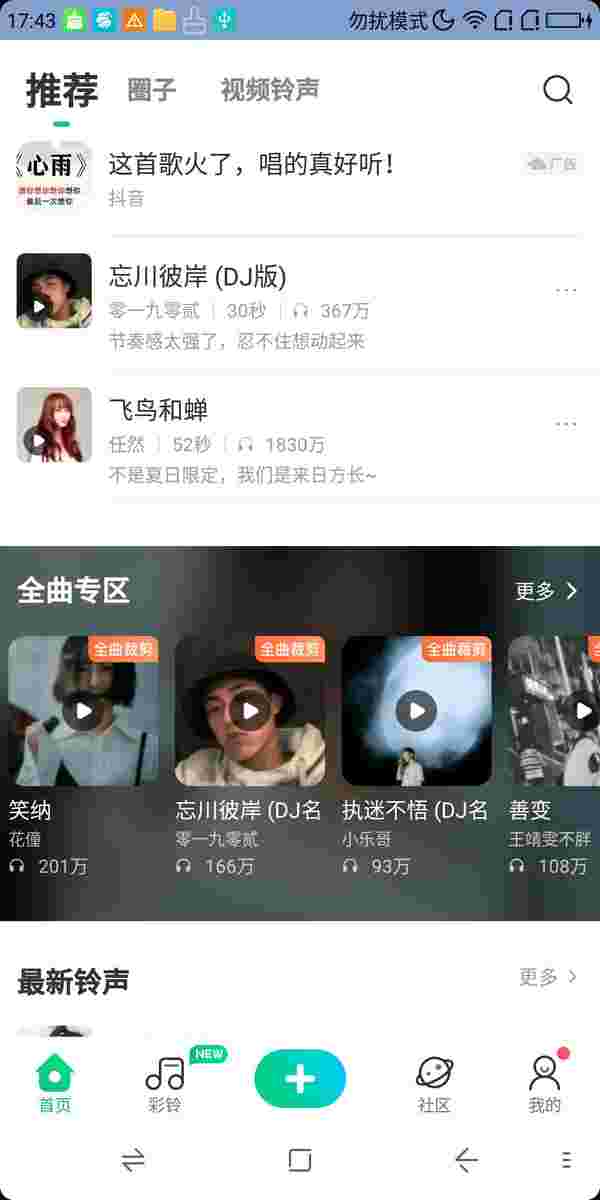 17:43 勿扰模式
推荐 圈子 视频铃声
《心雨》
最后一次想你
这首歌火了，唱的真好听！
广告
抖音
忘川彼岸 (DJ版)
零一九零贰 | 30秒 | 367万
节奏感太强了，忍不住想动起来
飞鸟和蝉
任然 | 52秒 | 1830万
不是夏日限定，我们是来日方长~
全曲专区 更多
全曲裁剪 全曲裁剪 全曲裁剪
笑纳 忘川彼岸 (DJ名 执迷不悟 (DJ名 善变
花僮 零一九零贰 小乐哥 王靖雯不胖
201万 166万 93万 108万
最新铃声 更多
NEW
首页 彩铃 社区 我的